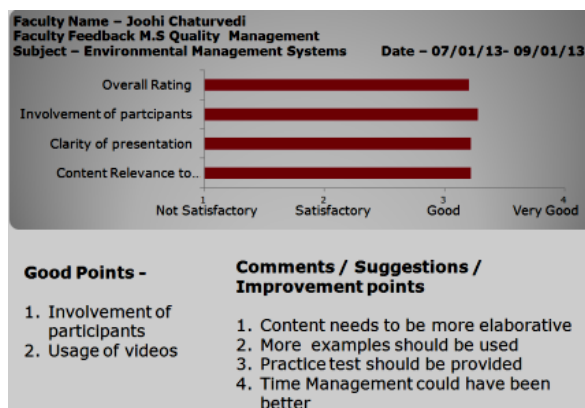 Faculty Name – Joohi Chaturvedi
Faculty Feedback M.S Quality Management
Subject – Environmental Management Systems Date – 07/01/13- 09/01/13
Overall Rating
Involvement of partcipants
Clarity of presentation
Content Relevance to..
1 2 3 4
Not Satisfactory Satisfactory Good Very Good
Good Points -
1. Involvement of
participants
2. Usage of videos
Comments / Suggestions /
Improvement points
1. Content needs to be more elaborative
2. More examples should be used
3. Practice test should be provided
4. Time Management could have been
better